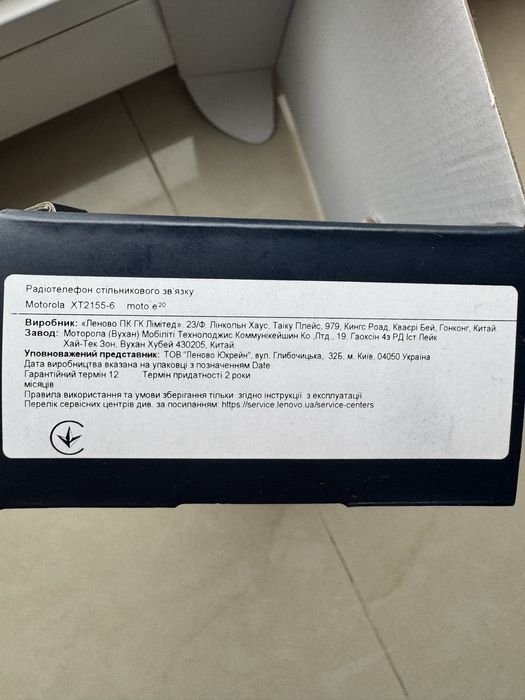 Радіотелефон стільникового зв'язку
Motorola XT2155-6 moto e20
Виробник: «Леново ПК ГК Лімітед». 23/Ф. Лінкольн Хаус, Таіку Плейс, 979, Кингс Роад, Кваєрі Бей, Гонконг, Китай.
Завод: Моторола (Вухан) Мобіліті Технолоджис Коммунікейшин Ко.,Лтд., 19, Гаоксін 4з РД Іст Лейк
Хай-Тек Зон, Вухан Хубей 430205, Китай
Уповноважений представник: ТОВ "Леново Юкрейн", вул. Глибочицька, 32Б, м. Київ, 04050 Україна
Дата виробництва вказана на упаковці з позначенням Date
Гарантійний термін 12 Термін придатності 2 роки
місяців
Правила використання та умови зберігання тільки згідно інструкції з експлуатації
Перелік сервісних центрів див. за посиланням https://service.lenovo.ua/service-centers